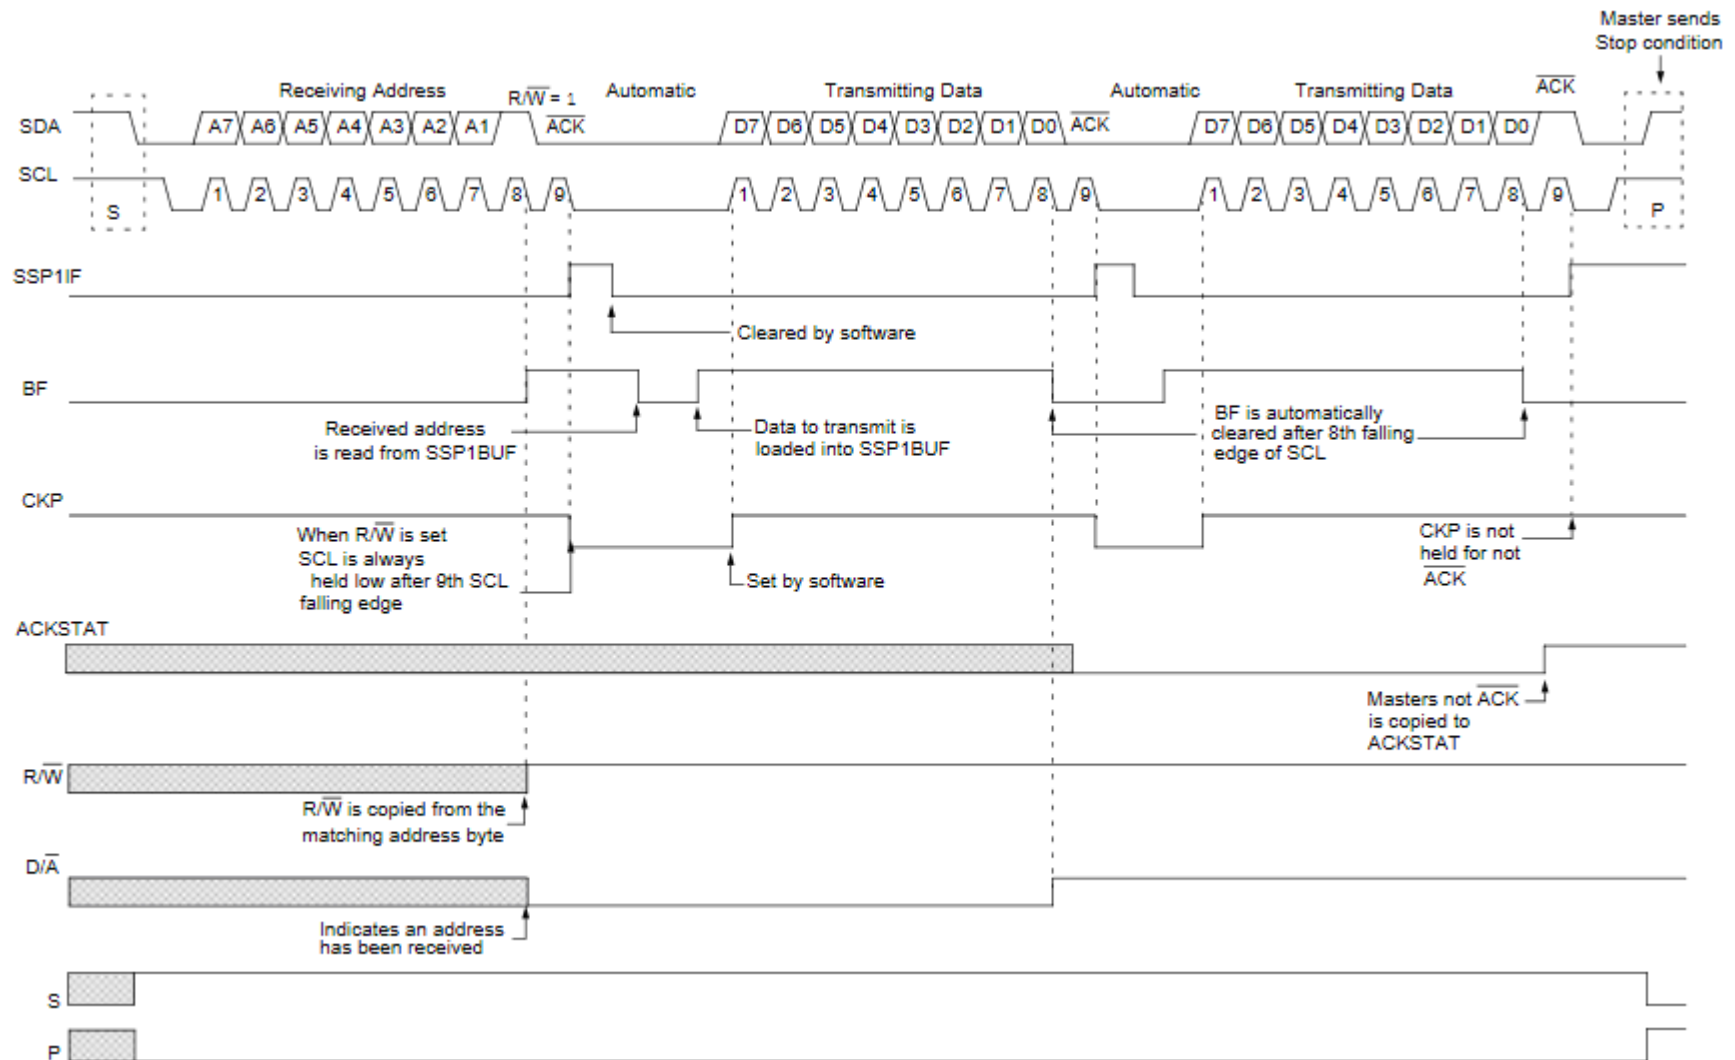 Master sends
Stop condition
Receiving Address
R/W = 1
Automatic
Transmitting Data
Automatic
Transmitting Data
ACK
SDA
A7 A6 A5 A4 A3 A2 A1
ACK
D7 D6 D5 D4 D3 D2 D1 D0
ACK
D7 D6 D5 D4 D3 D2 D1 D0
SCL
S
1 2 3 4 5 6 7 8 9
1 2 3 4 5 6 7 8 9
1 2 3 4 5 6 7 8 9
P
SSP1IF
Cleared by software
BF
Received address
is read from SSP1BUF
Data to transmit is
loaded into SSP1BUF
BF is automatically
cleared after 8th falling
edge of SCL
CKP
When R/W is set
SCL is always
held low after 9th SCL
falling edge
Set by software
CKP is not
held for not
ACK
ACKSTAT
Masters not ACK
is copied to
ACKSTAT
R/W
R/W is copied from the
matching address byte
D/A
Indicates an address
has been received
S
P